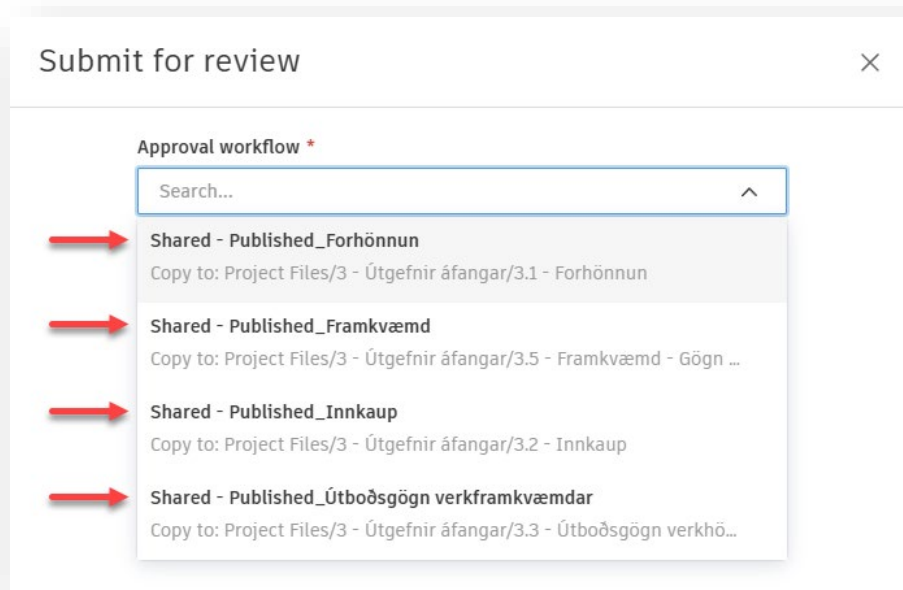 Submit for review
Approval workflow *
Search...
Shared - Published_Forhönnun
Copy to: Project Files/3 - Útgefnir áfangar/3.1 - Forhönnun
Shared - Published_Framkvæmd
Copy to: Project Files/3 - Útgefnir áfangar/3.5 - Framkvæmd - Gögn ...
Shared - Published_Innkaup
Copy to: Project Files/3 - Útgefnir áfangar/3.2 - Innkaup
Shared - Published_Útboðsgögn verkframkvæmdar
Copy to: Project Files/3 - Útgefnir áfangar/3.3 - Útboðsgögn verkhö...